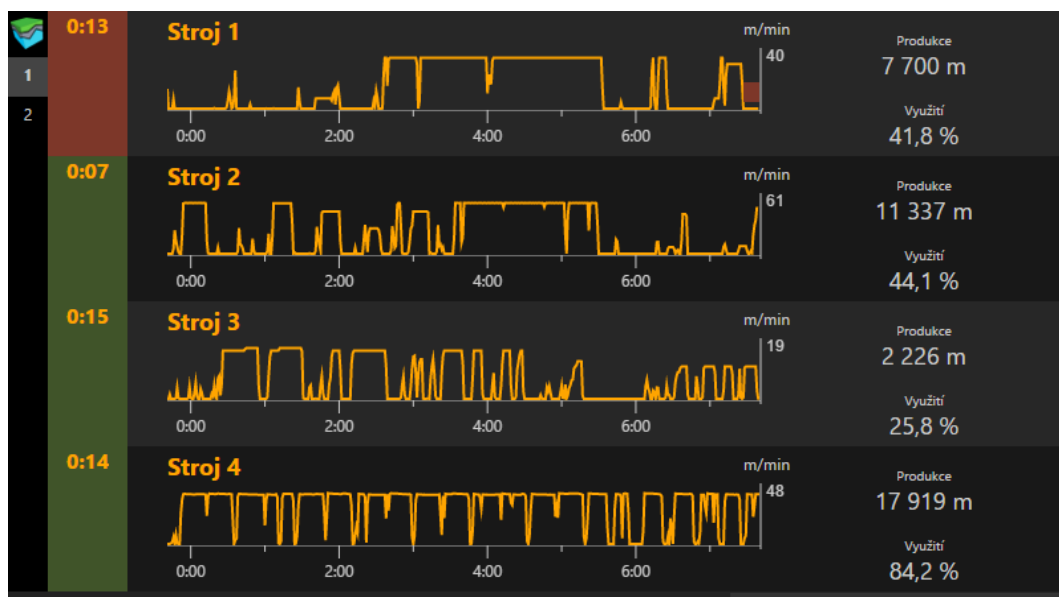 1
2
0:13
Stroj 1
m/min
40
0:00
2:00
4:00
6:00
Produkce
7 700 m
Využití
41,8 %
0:07
Stroj 2
m/min
61
0:00
2:00
4:00
6:00
Produkce
11 337 m
Využití
44,1 %
0:15
Stroj 3
m/min
19
0:00
2:00
4:00
6:00
Produkce
2 226 m
Využití
25,8 %
0:14
Stroj 4
m/min
48
0:00
2:00
4:00
6:00
Produkce
17 919 m
Využití
84,2 %